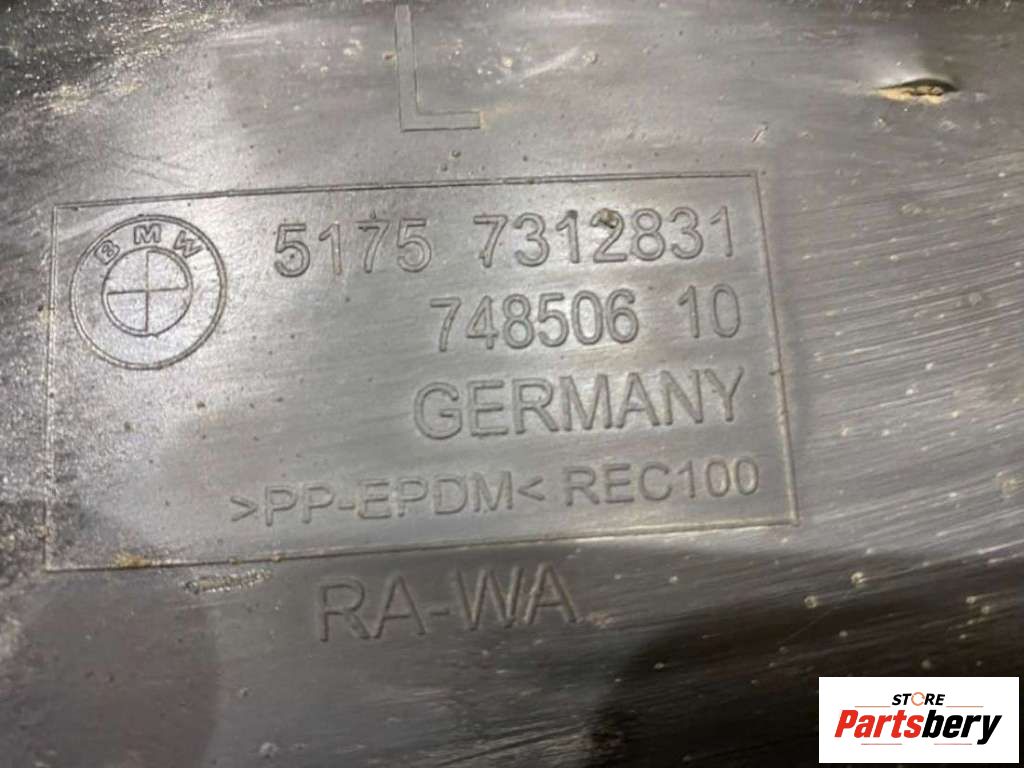 L
BMW
5175 7312831
748506 10
GERMANY
>PP-EPDM< REC100
RA-WA
STORE
Partsbery